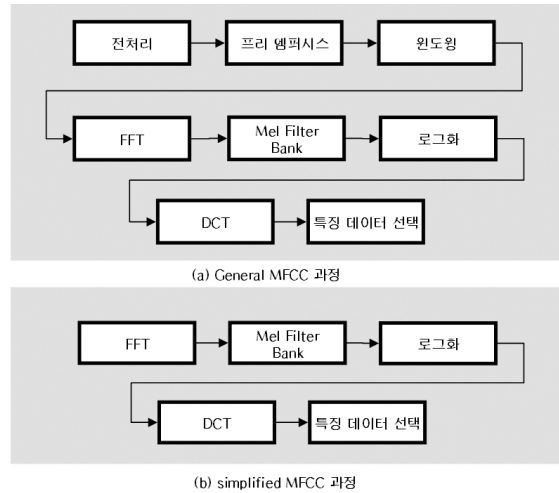 전처리
프리 엠퍼시스
윈도윙
FFT
Mel Filter
Bank
로그화
DCT
특징 데이터 선택
(a) General MFCC 과정
FFT
Mel Filter
Bank
로그화
DCT
특징 데이터 선택
(b) simplified MFCC 과정